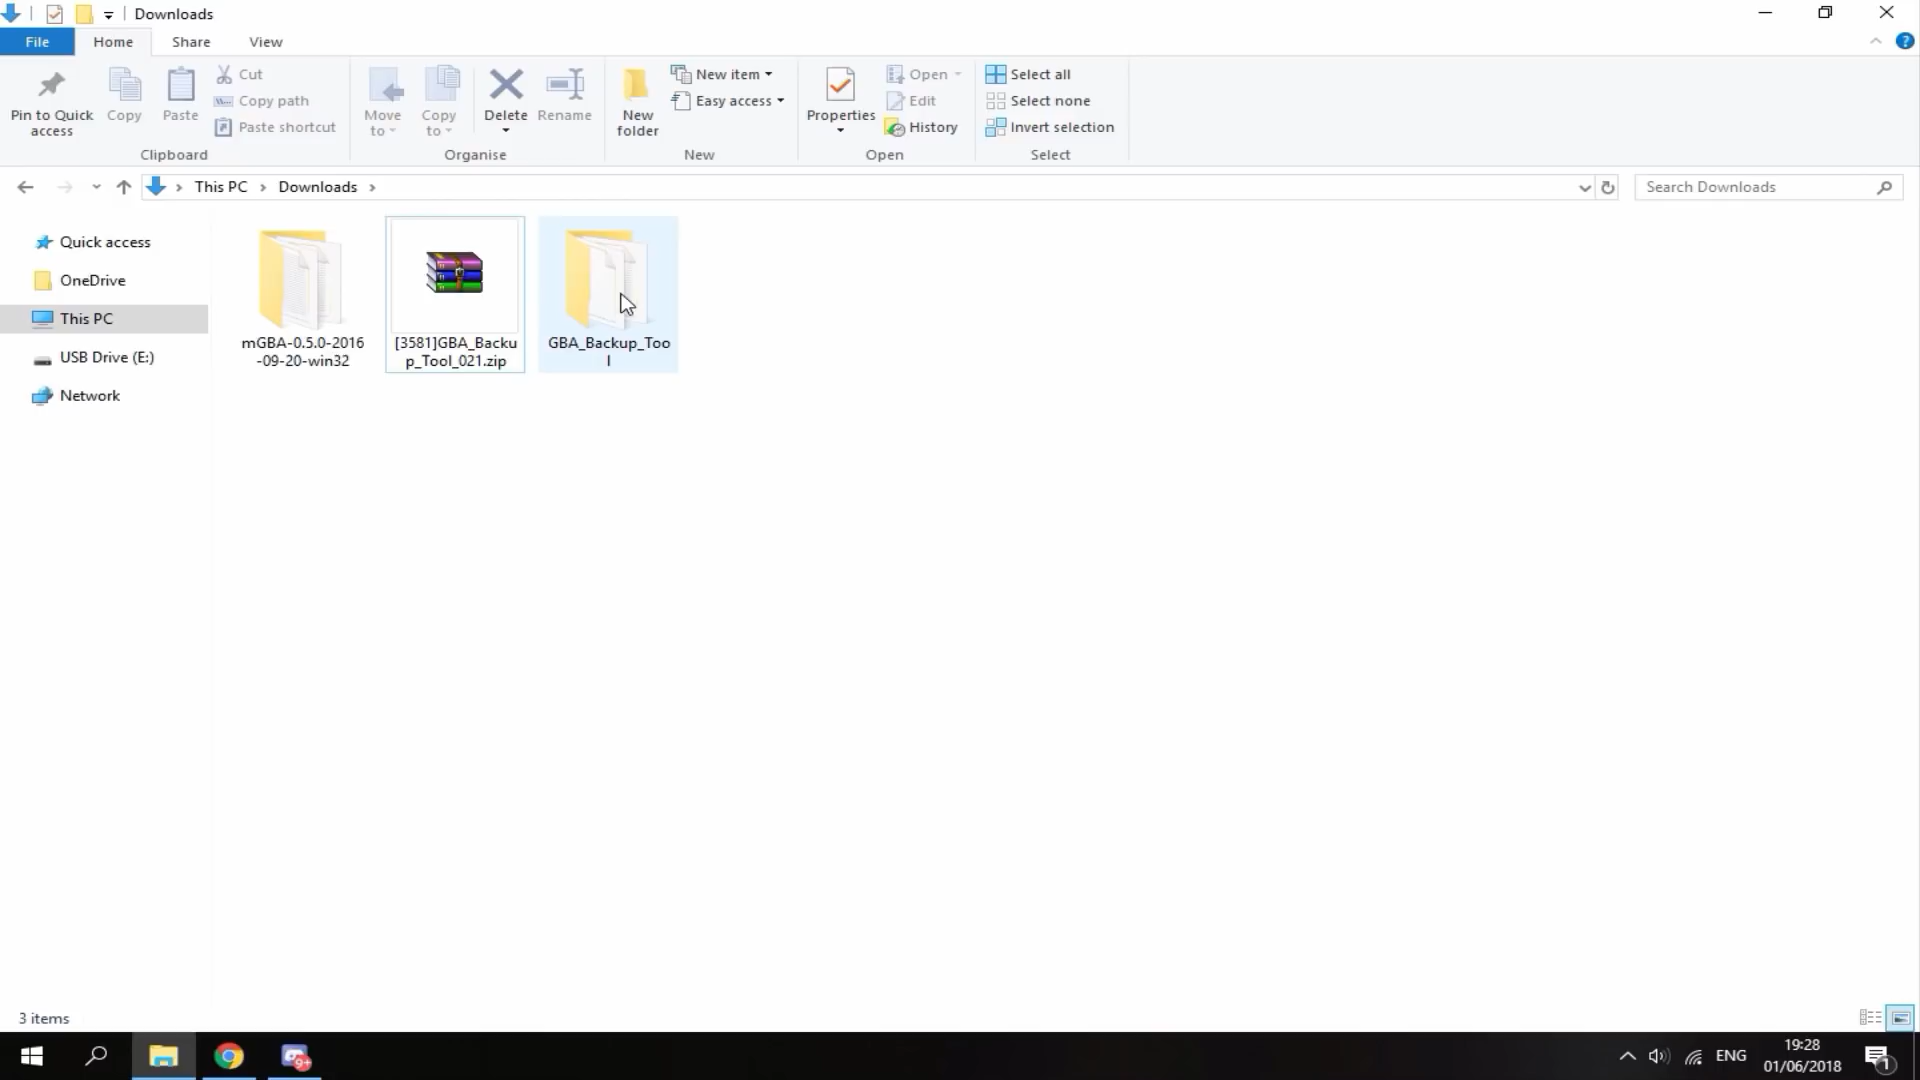 Downloads
File Home Share View
Pin to Quick access
Copy
Paste
Cut
Copy path
Paste shortcut
Clipboard
Move to
Copy to
Delete
Rename
Organise
New folder
New item
Easy access
New
Properties
Open
Edit
History
Open
Select all
Select none
Invert selection
Select
This PC
Downloads
Search Downloads
Quick access
OneDrive
This PC
USB Drive (E:)
Network
mGBA-0.5.0-2016
-09-20-win32
[3581]GBA_Backu
p_Tool_021.zip
GBA_Backup_Too
l
3 items
9+
ENG
19:28
01/06/2018
1